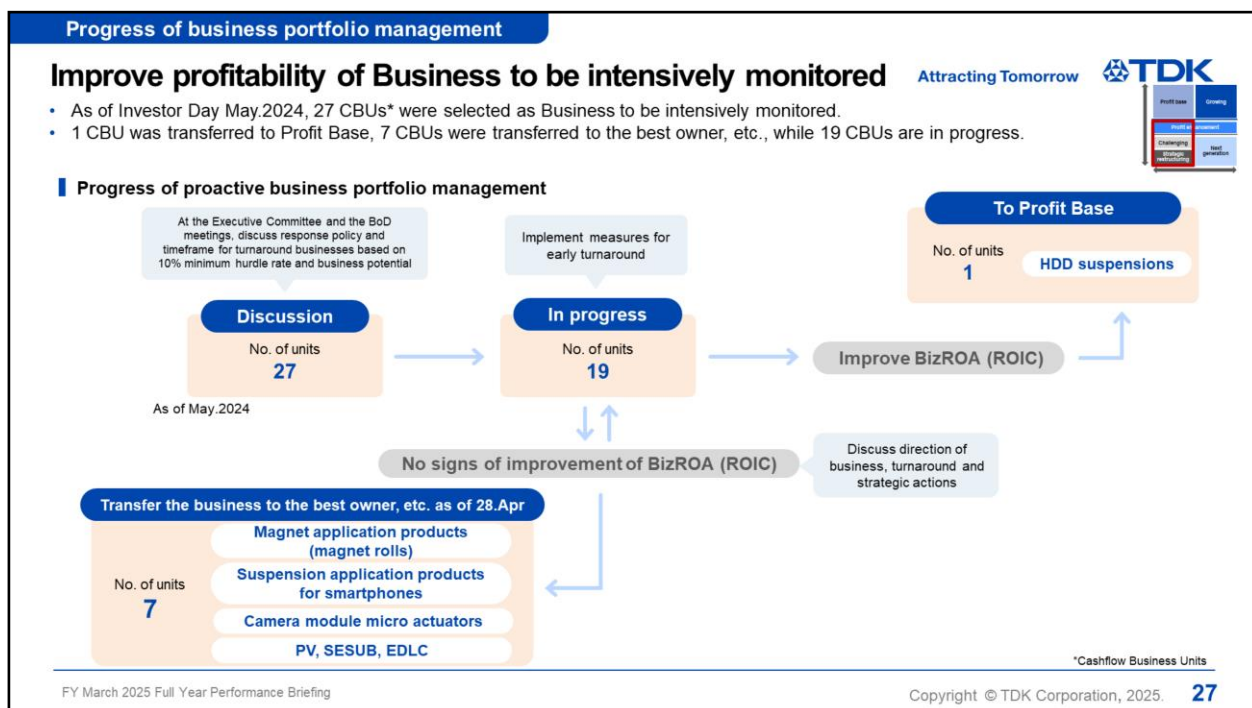 Progress of business portfolio management
Improve profitability of Business to be intensively monitored
Attracting Tomorrow
TDK
• As of Investor Day May.2024, 27 CBUs* were selected as Business to be intensively monitored.
• 1 CBU was transferred to Profit Base, 7 CBUs were transferred to the best owner, etc., while 19 CBUs are in progress.
Profit base
Growing
Profit enhancement
Challenging
Strategic
restructuring
Next
generation
Progress of proactive business portfolio management
At the Executive Committee and the BoD
meetings, discuss response policy and
timeframe for turnaround businesses based on
10% minimum hurdle rate and business potential
Implement measures for
early turnaround
To Profit Base
No. of units
1
HDD suspensions
Discussion
No. of units
27
As of May.2024
In progress
No. of units
19
Improve BizROA (ROIC)
No signs of improvement of BizROA (ROIC)
Discuss direction of
business, turnaround and
strategic actions
Transfer the business to the best owner, etc. as of 28.Apr
No. of units
7
Magnet application products
(magnet rolls)
Suspension application products
for smartphones
Camera module micro actuators
PV, SESUB, EDLC
*Cashflow Business Units
FY March 2025 Full Year Performance Briefing
Copyright © TDK Corporation, 2025.
27